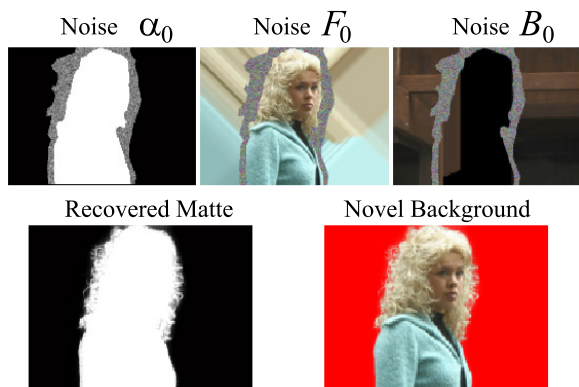 Noise α₀
Noise F₀
Noise B₀
Recovered Matte
Novel Background